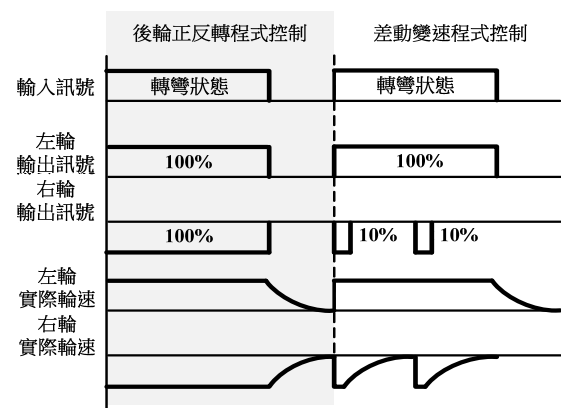 後輪正反轉程式控制
差動變速程式控制
輸入訊號
轉彎狀態
轉彎狀態
左輪
輸出訊號
100%
100%
右輪
輸出訊號
100%
10%
10%
左輪
實際輪速
右輪
實際輪速